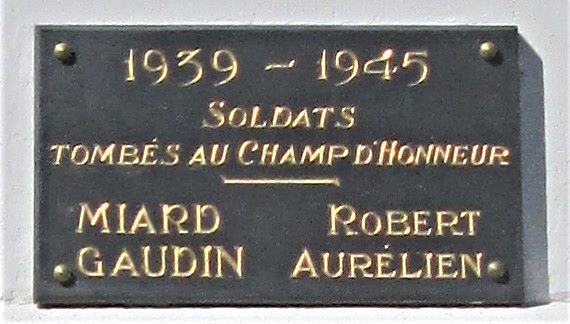 1939 - 1945
SOLDATS
TOMBÉS AU CHAMP D'HONNEUR
MIARD ROBERT
GAUDIN AURÉLIEN